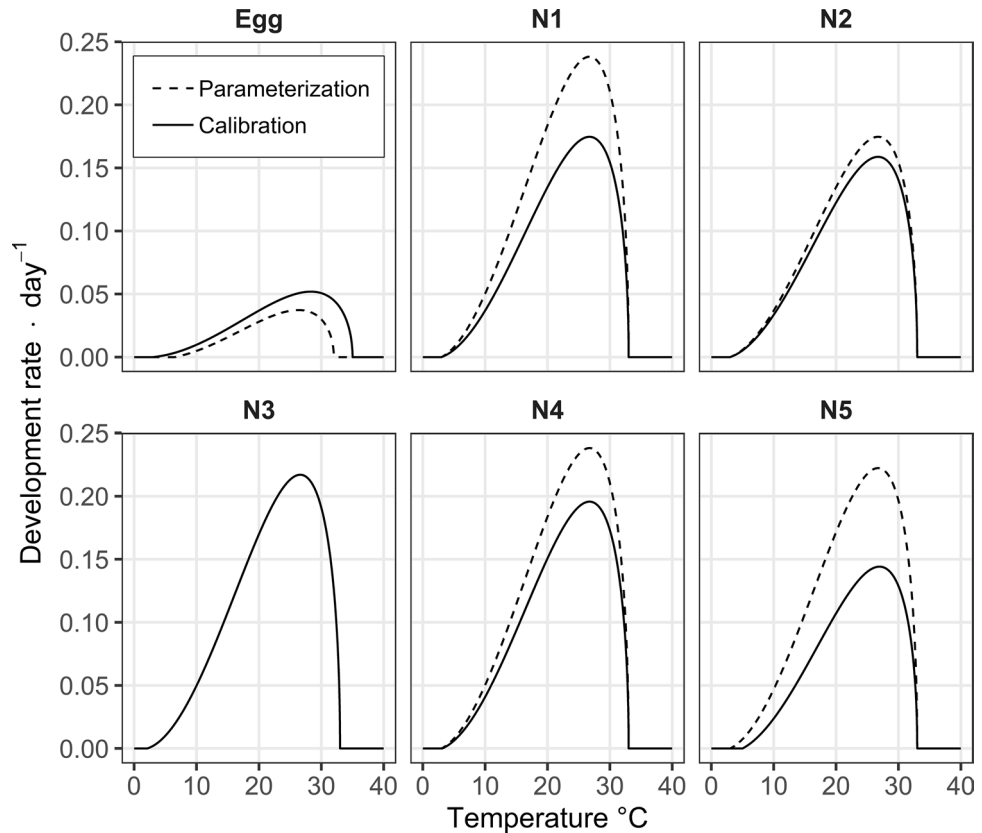 Egg N1 N2
0.25
0.20
0.15
0.10
0.05
0.00
Parameterization
Calibration
N3 N4 N5
0.25
0.20
0.15
0.10
0.05
0.00
0 10 20 30 40 0 10 20 30 40 0 10 20 30 40
Temperature °C
Development rate · day⁻¹